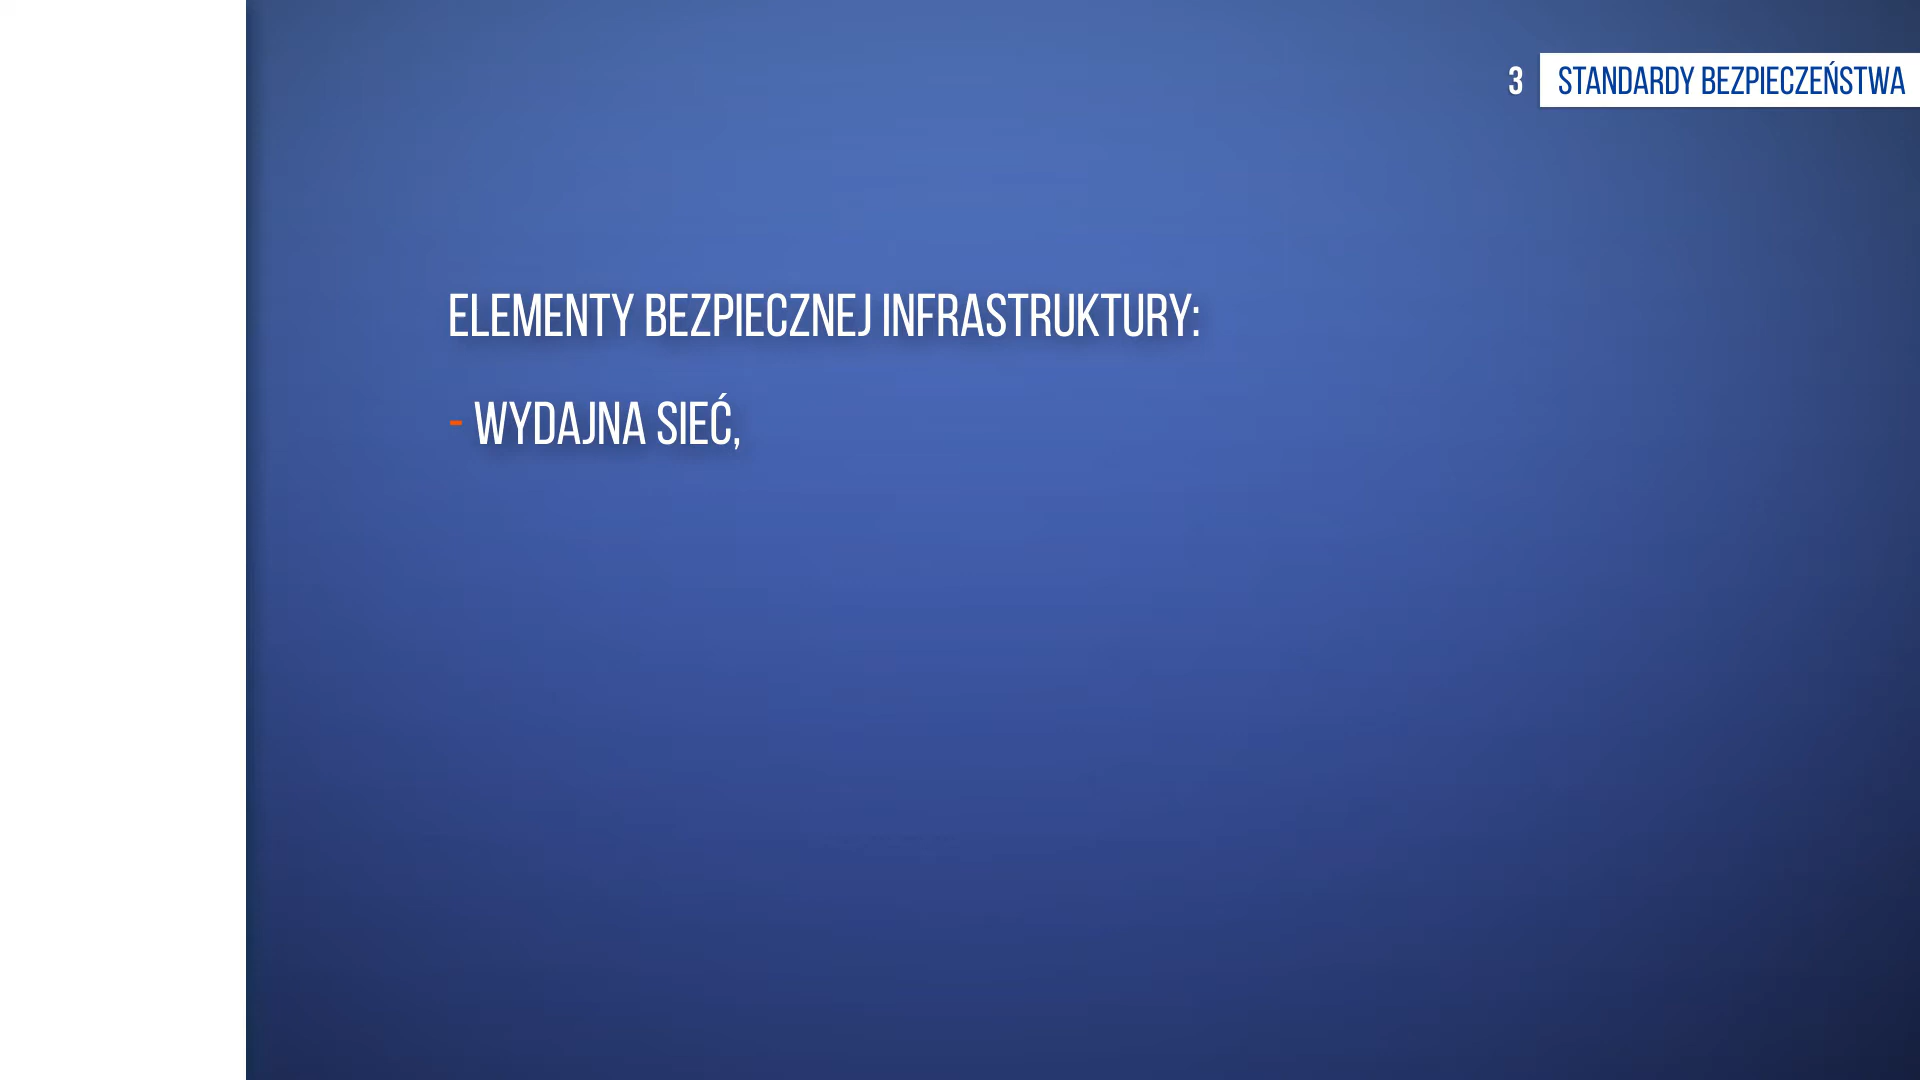 3 STANDARDY BEZPIECZEŃSTWA
ELEMENTY BEZPIECZNEJ INFRASTRUKTURY:
- WYDAJNA SIEĆ,